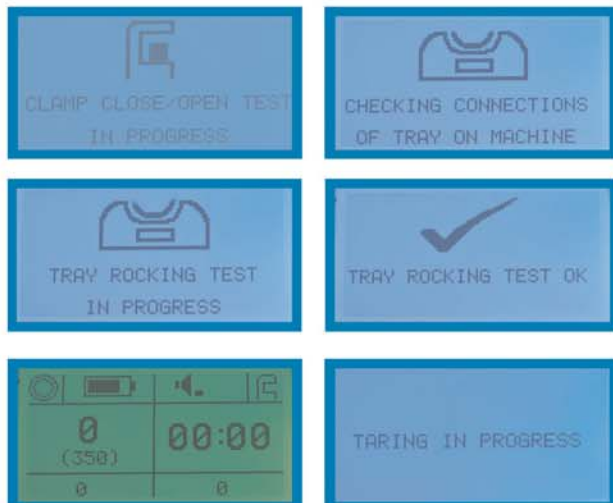 CLAMP CLOSE/OPEN TEST
IN PROGRESS
CHECKING CONNECTIONS
OF TRAY ON MACHINE
TRAY ROCKING TEST
IN PROGRESS
TRAY ROCKING TEST OK
0
(350)
00:00
0
0
TARING IN PROGRESS